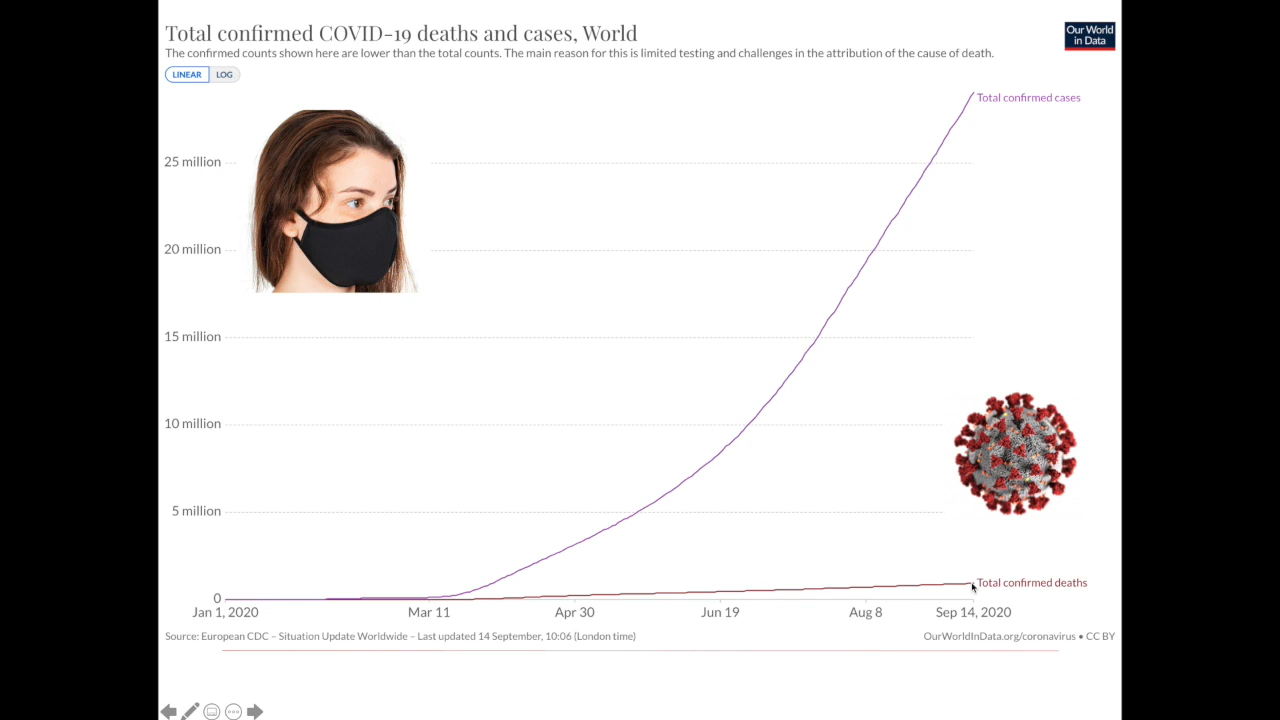 Total confirmed COVID-19 deaths and cases, World
The confirmed counts shown here are lower than the total counts. The main reason for this is limited testing and challenges in the attribution of the cause of death.
Our World
in Data
LINEAR LOG
Total confirmed cases
25 million
20 million
15 million
10 million
5 million
0
Total confirmed deaths
Jan 1, 2020 Mar 11 Apr 30 Jun 19 Aug 8 Sep 14, 2020
Source: European CDC – Situation Update Worldwide – Last updated 14 September, 10:06 (London time) OurWorldInData.org/coronavirus • CC BY